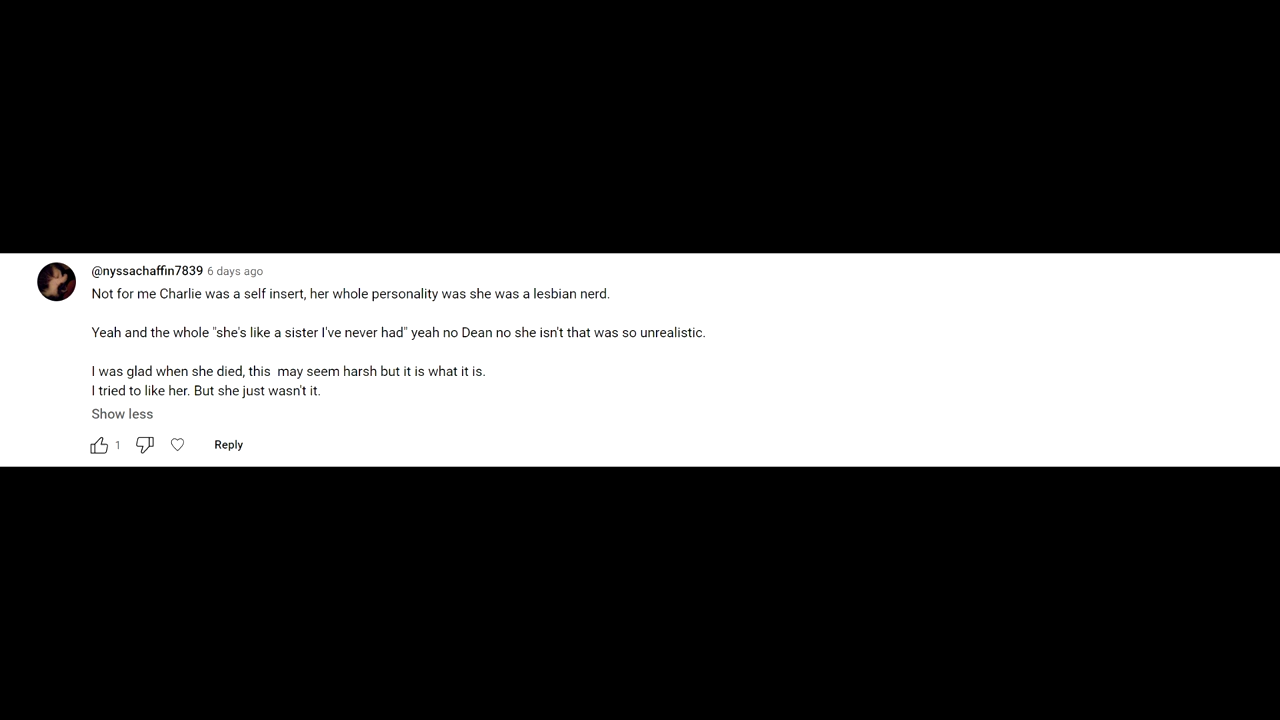 @nyssachaffin7839 6 days ago
Not for me Charlie was a self insert, her whole personality was she was a lesbian nerd.
Yeah and the whole "she's like a sister I've never had" yeah no Dean no she isn't that was so unrealistic.
I was glad when she died, this  may seem harsh but it is what it is.
I tried to like her. But she just wasn't it.
Show less
1 Reply